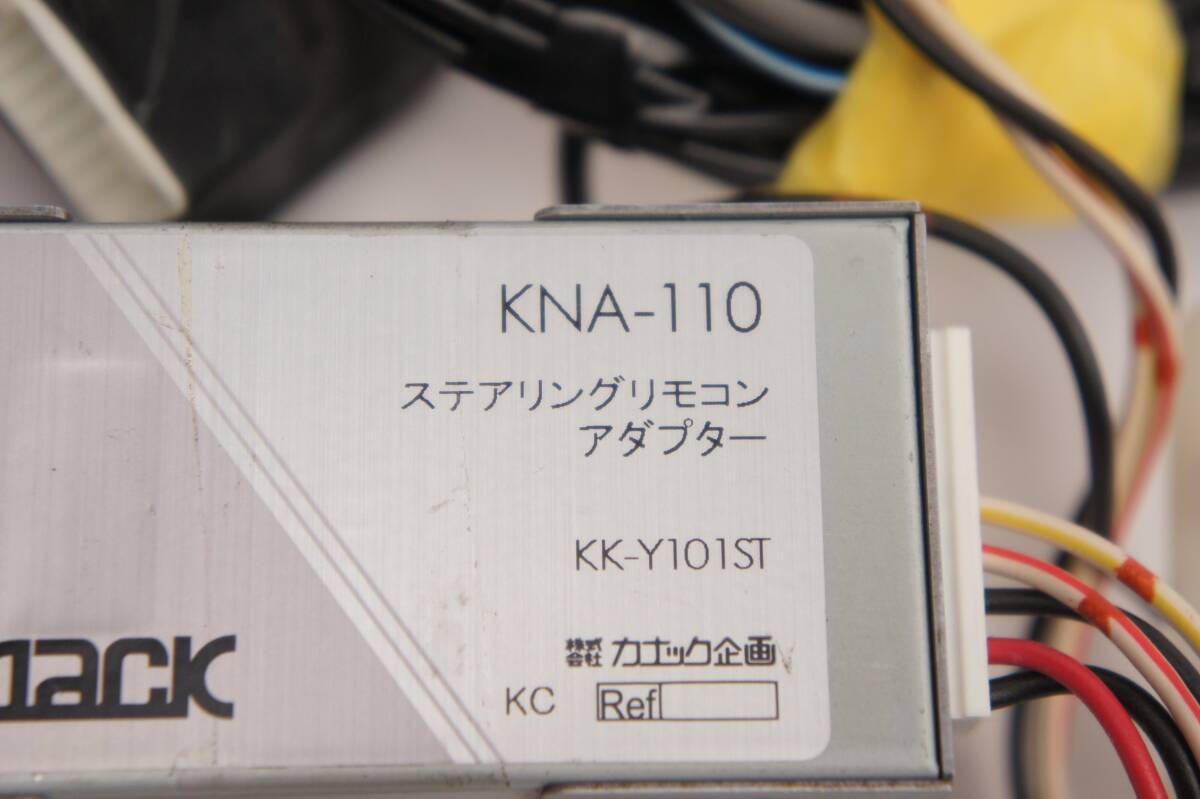 KNA-110
ステアリングリモコン
アダプター
KK-Y101ST
株式会社 カナック企画
nack
KC Ref